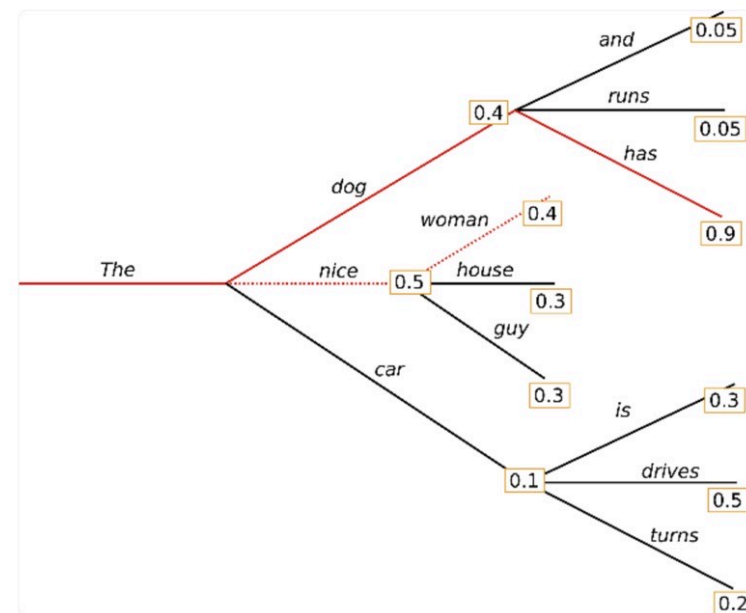 and
0.05
0.4
runs
0.05
has
dog
woman
0.4
0.9
The
nice
0.5
house
0.3
guy
car
0.3
is
0.3
0.1
drives
0.5
turns
0.2